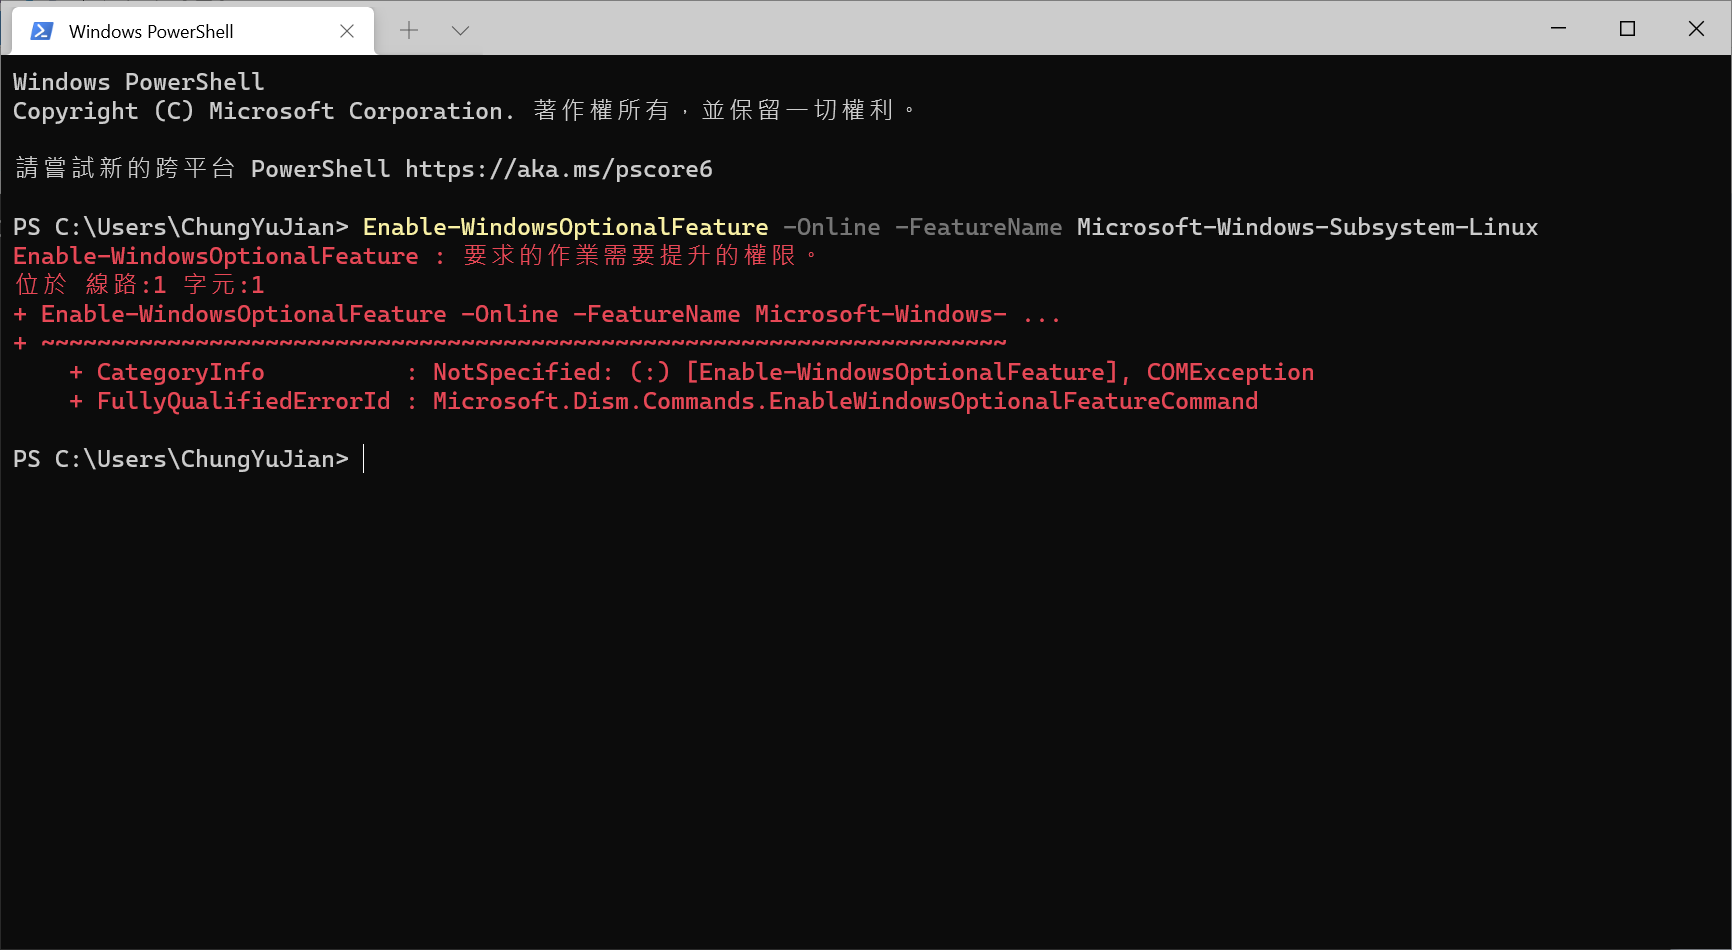 Windows PowerShell
Windows PowerShell
Copyright (C) Microsoft Corporation. 著作權所有，並保留一切權利。
請嘗試新的跨平台 PowerShell https://aka.ms/pscore6
PS C:\Users\ChungYuJian> Enable-WindowsOptionalFeature -Online -FeatureName Microsoft-Windows-Subsystem-Linux
Enable-WindowsOptionalFeature : 要求的作業需要提升的權限。
位於 線路:1 字元:1
+ Enable-WindowsOptionalFeature -Online -FeatureName Microsoft-Windows- ...
+ ~~~~~~~~~~~~~~~~~~~~~~~~~~~~~~~~~~~~~~~~~~~~~~~~~~~~~~~~~~~~~~~~~~~~~
    + CategoryInfo          : NotSpecified: (:) [Enable-WindowsOptionalFeature], COMException
    + FullyQualifiedErrorId : Microsoft.Dism.Commands.EnableWindowsOptionalFeatureCommand
PS C:\Users\ChungYuJian>